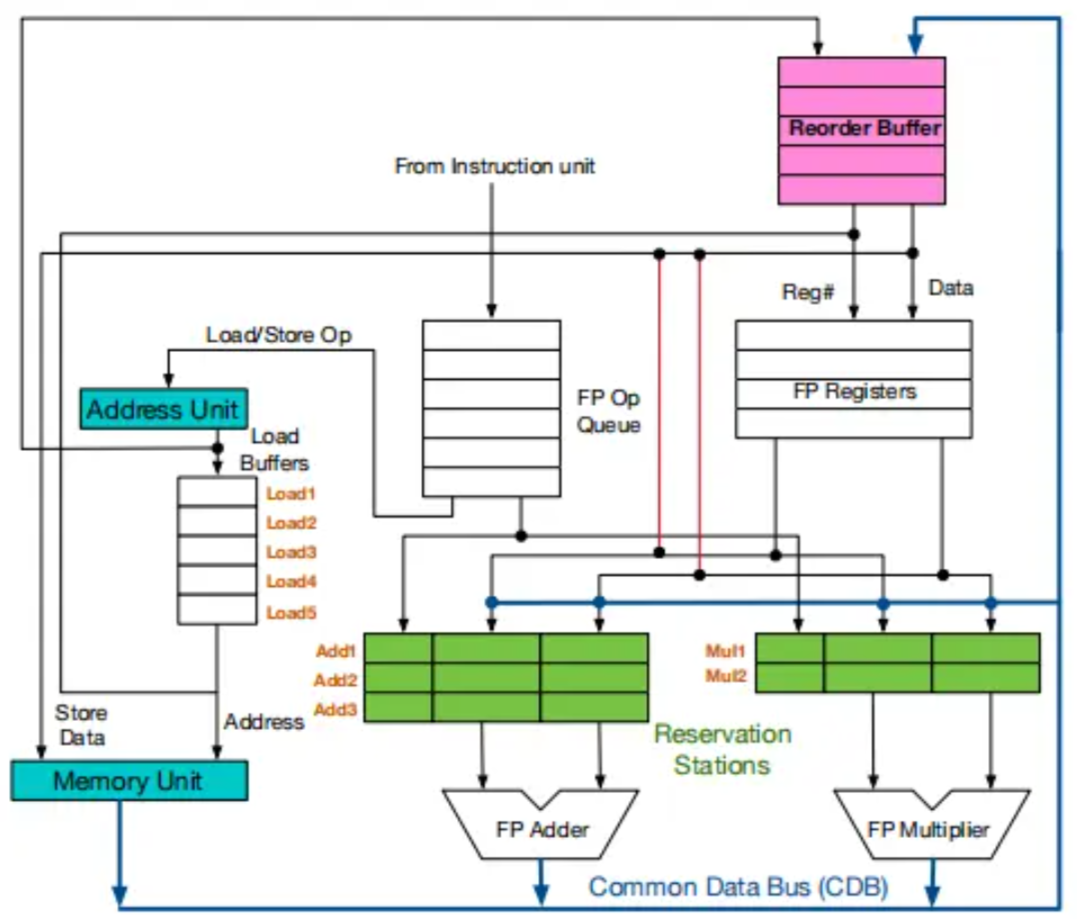 Reorder Buffer
From Instruction unit
Reg#
Data
Load/Store Op
Address Unit
FP Op
Queue
FP Registers
Load
Buffers
Load1
Load2
Load3
Load4
Load5
Add1
Add2
Add3
Mul1
Mul2
Store
Data
Address
Reservation
Stations
Memory Unit
FP Adder
FP Multiplier
Common Data Bus (CDB)